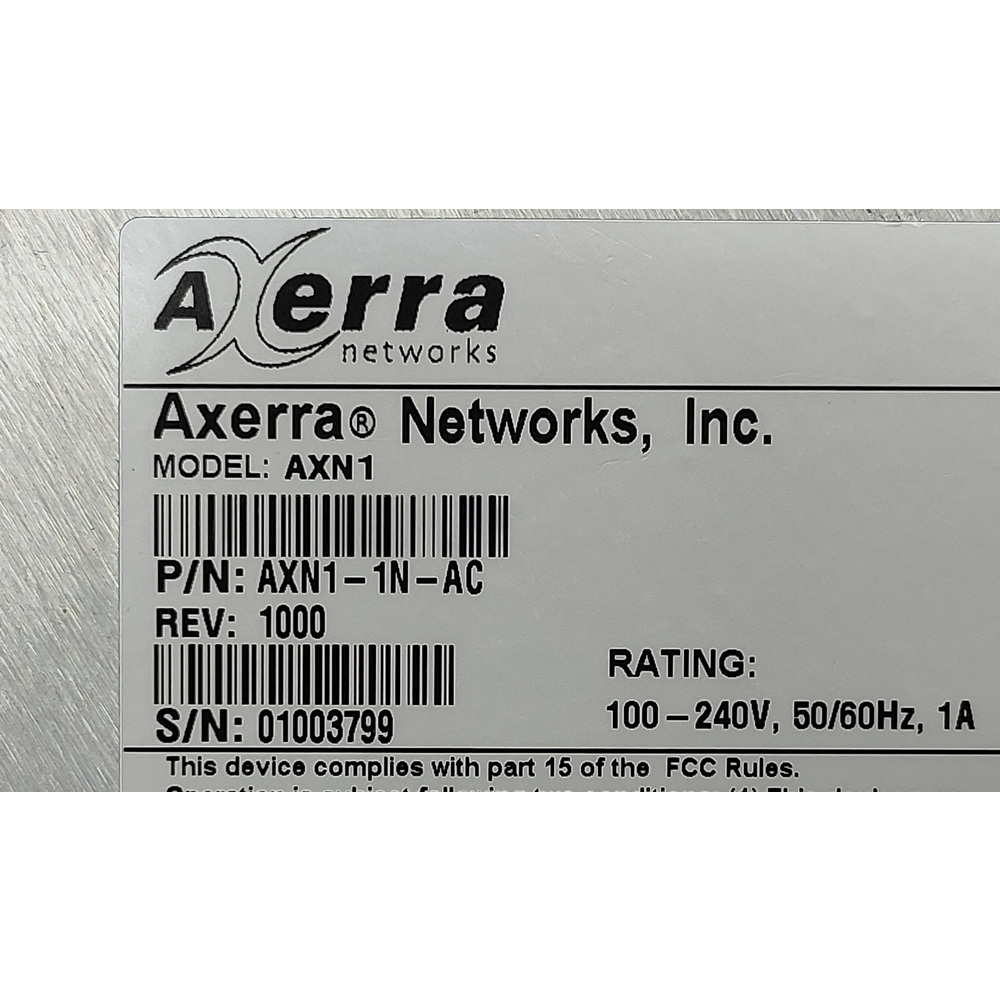 Axerra
networks
Axerra® Networks, Inc.
MODEL: AXN1
P/N: AXN1-1N-AC
REV: 1000
S/N: 01003799
RATING:
100-240V, 50/60Hz, 1A
This device complies with part 15 of the FCC Rules.